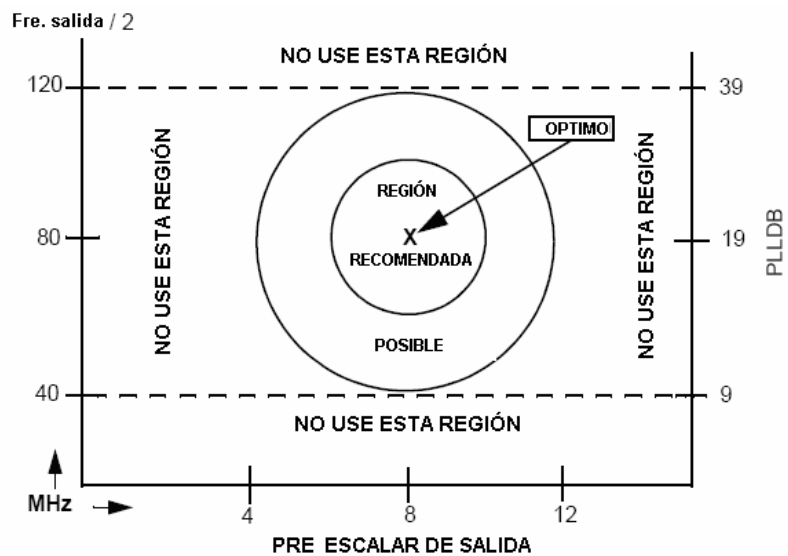 Fre. salida / 2
NO USE ESTA REGIÓN
120
39
OPTIMO
NO USE ESTA REGIÓN
NO USE ESTA REGIÓN
REGIÓN
80
X
19
PLLDB
RECOMENDADA
POSIBLE
40
9
NO USE ESTA REGIÓN
MHz
4
8
12
PRE ESCALAR DE SALIDA